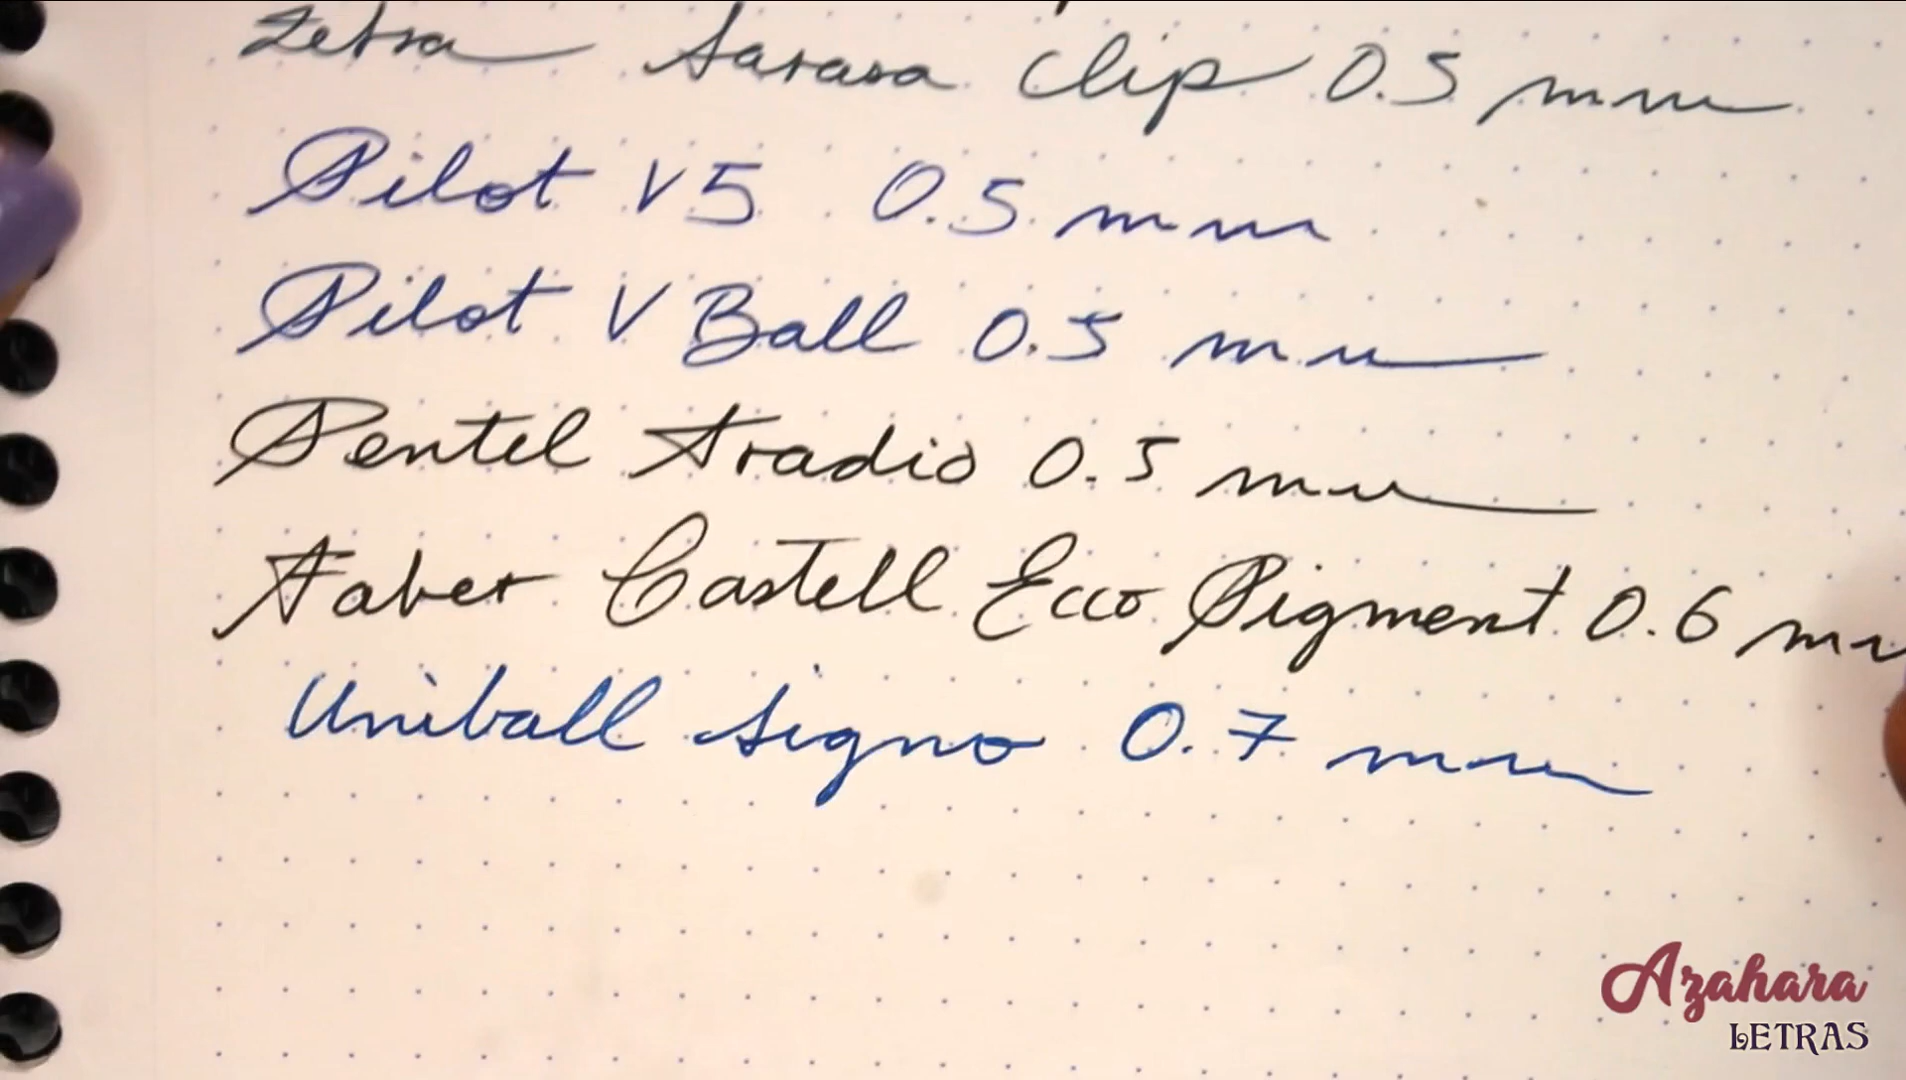 Zebra Sarasa Clip 0.5 mm
Pilot V5 0.5 mm
Pilot V Ball 0.5 mm
Pentel Tradio 0.5 mm
Faber Castell Ecco Pigment 0.6 mm
Uniball Signo 0.7 mm
Azahara
LETRAS